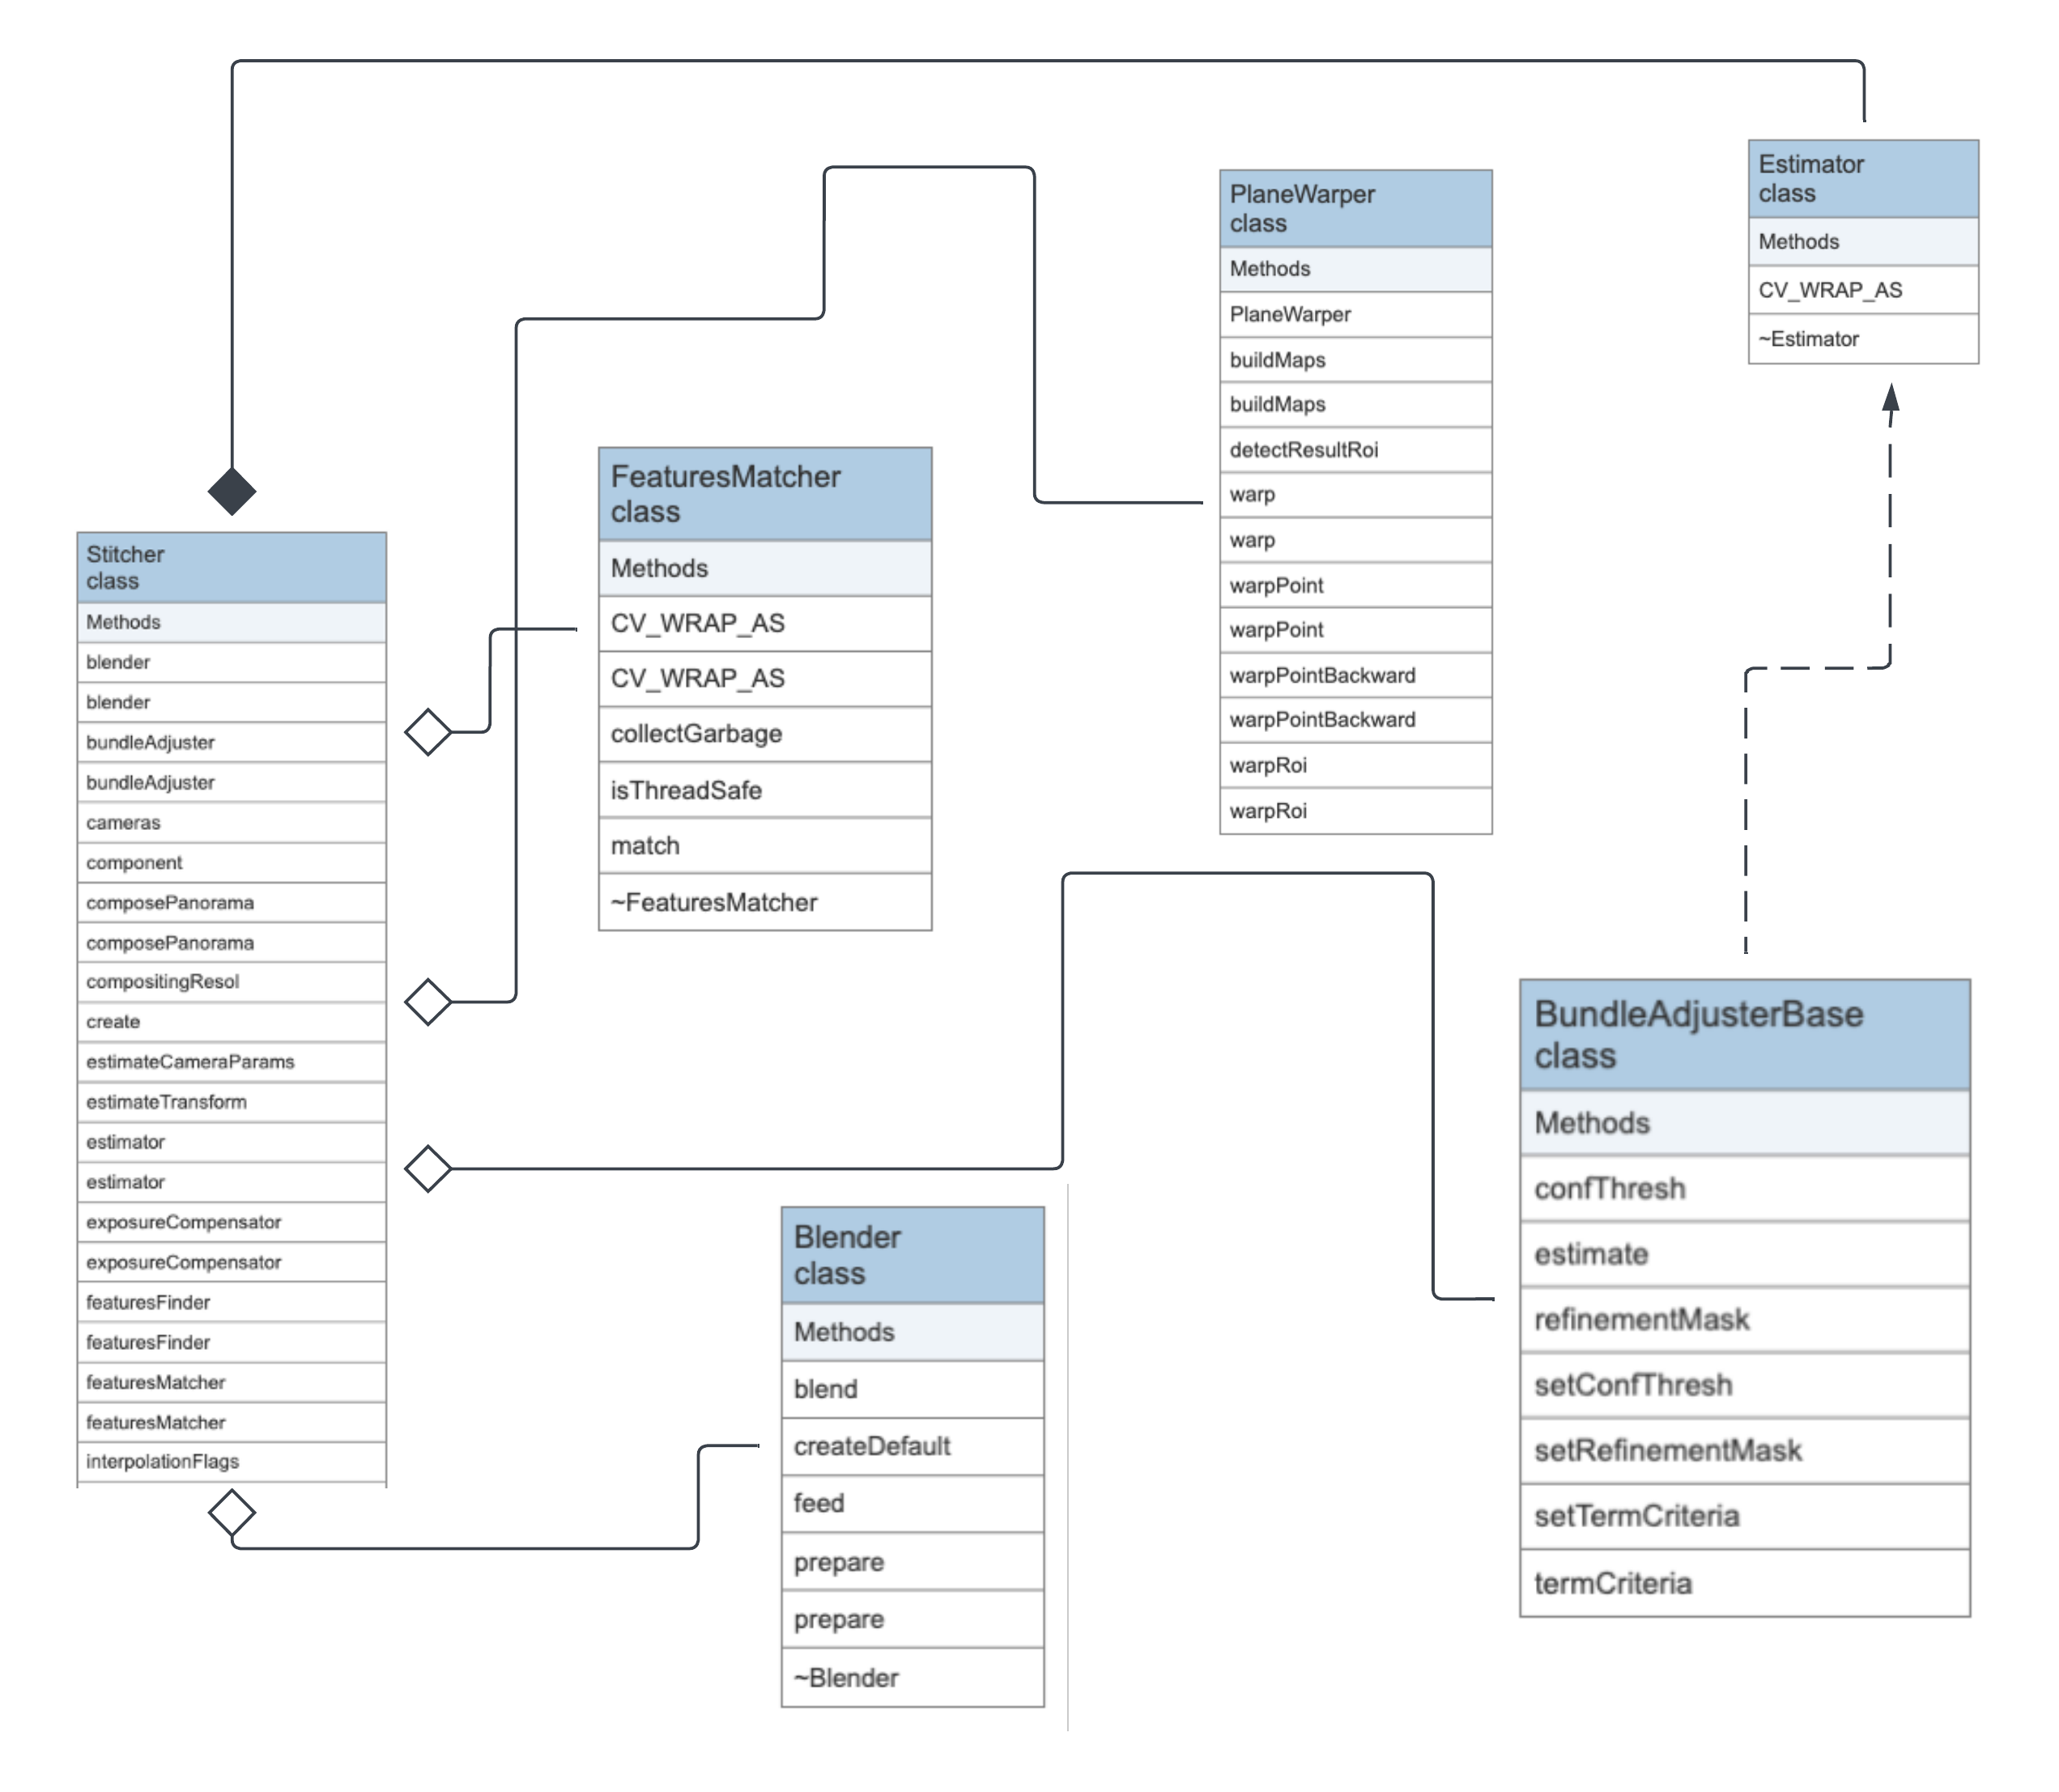 Stitcher
class
Methods
blender
blender
bundleAdjuster
bundleAdjuster
cameras
component
composePanorama
composePanorama
compositingResol
create
estimateCameraParams
estimateTransform
estimator
estimator
exposureCompensator
exposureCompensator
featuresFinder
featuresFinder
featuresMatcher
featuresMatcher
interpolationFlags
FeaturesMatcher
class
Methods
CV_WRAP_AS
CV_WRAP_AS
collectGarbage
isThreadSafe
match
~FeaturesMatcher
Blender
class
Methods
blend
createDefault
feed
prepare
prepare
~Blender
PlaneWarper
class
Methods
PlaneWarper
buildMaps
buildMaps
detectResultRoi
warp
warp
warpPoint
warpPoint
warpPointBackward
warpPointBackward
warpRoi
warpRoi
Estimator
class
Methods
CV_WRAP_AS
~Estimator
BundleAdjusterBase
class
Methods
confThresh
estimate
refinementMask
setConfThresh
setRefinementMask
setTermCriteria
termCriteria